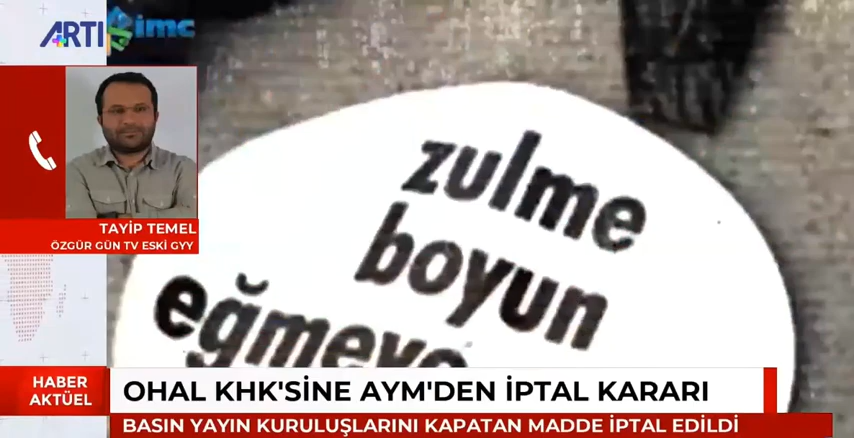 ARTI
imc
TAYIP TEMEL
ÖZGÜR GÜN TV ESKİ GYY
zulme
boyun
HABER
AKTÜEL
OHAL KHK'SİNE AYM'DEN İPTAL KARARI
BASIN YAYIN KURULUŞLARINI KAPATAN MADDE İPTAL EDİLDİ